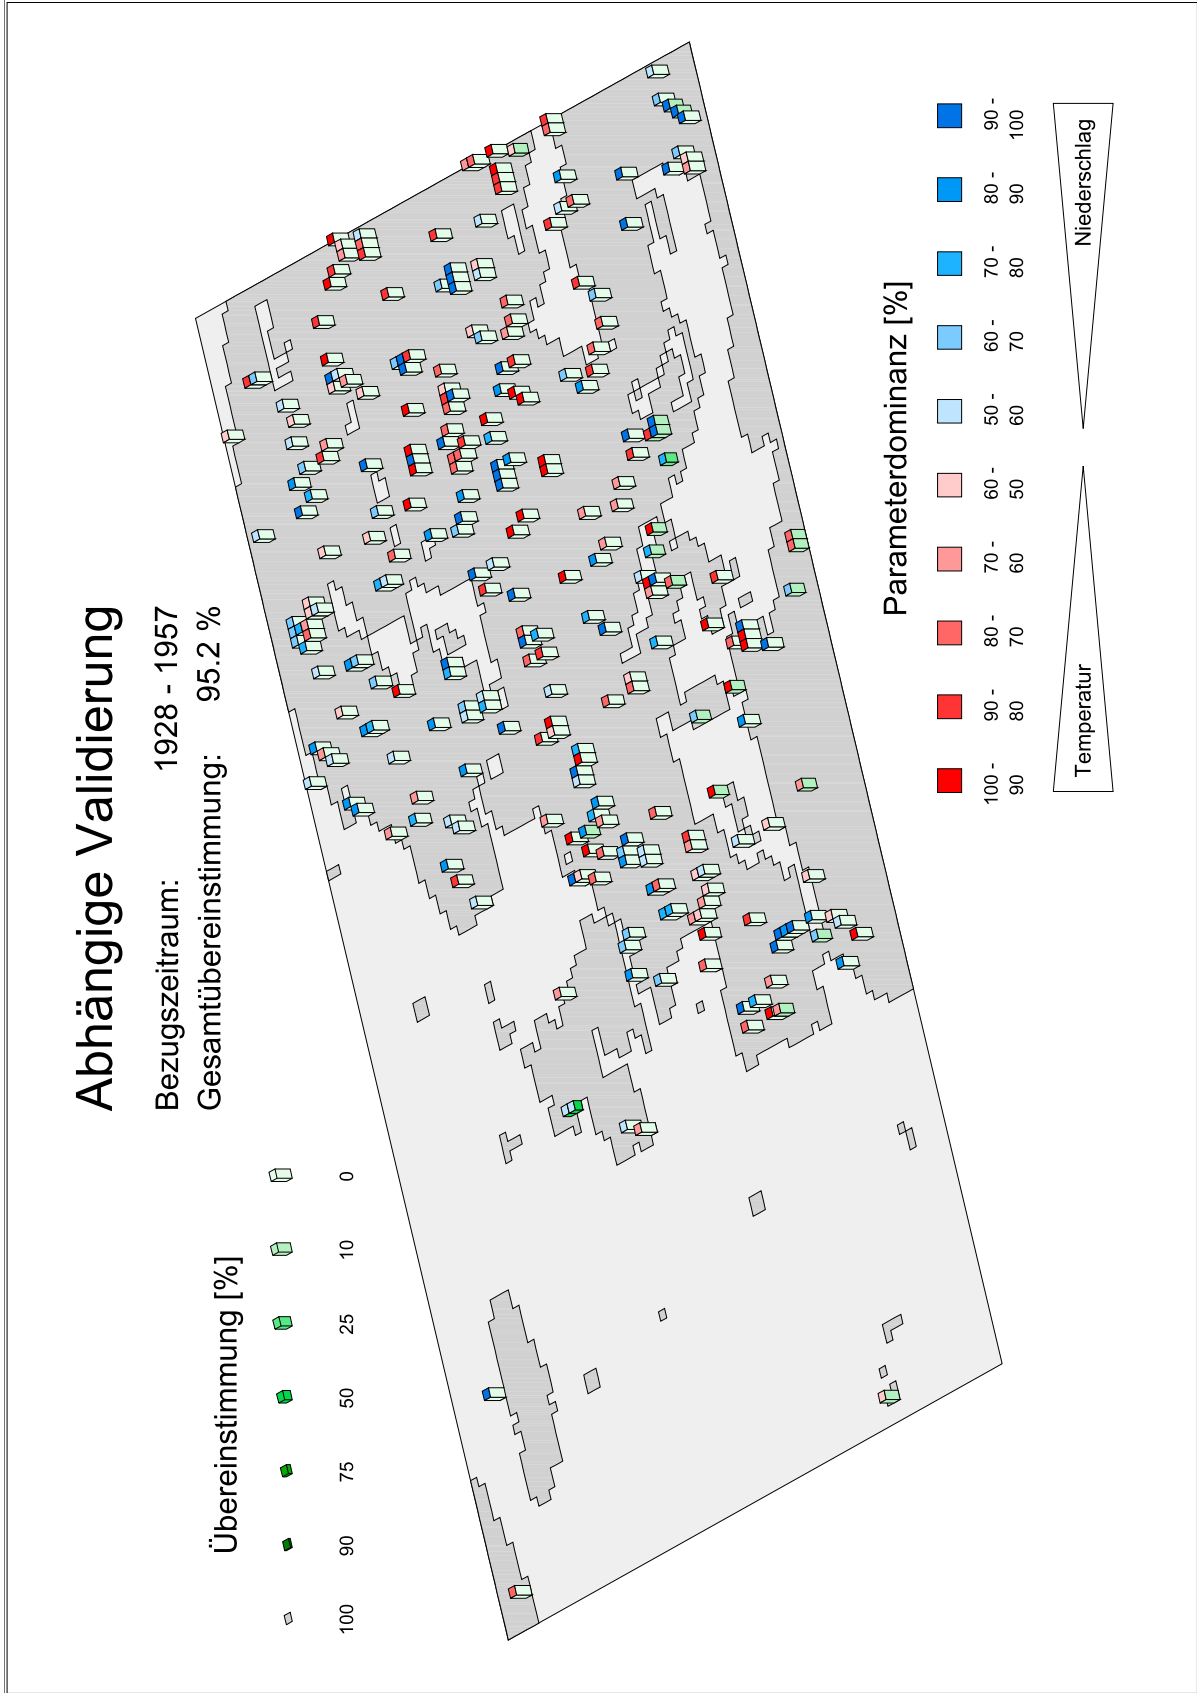 Abhängige Validierung
Bezugszeitraum: 1928 - 1957
Gesamtübereinstimmung: 95.2 %
Übereinstimmung [%]
100 90 75 50 25 10 0
Parameterdominanz [%]
100 - 90 - 80 - 70 - 60 - 50 - 60 - 70 - 80 - 90 -
90 80 70 60 50 60 70 80 90 100
Temperatur Niederschlag